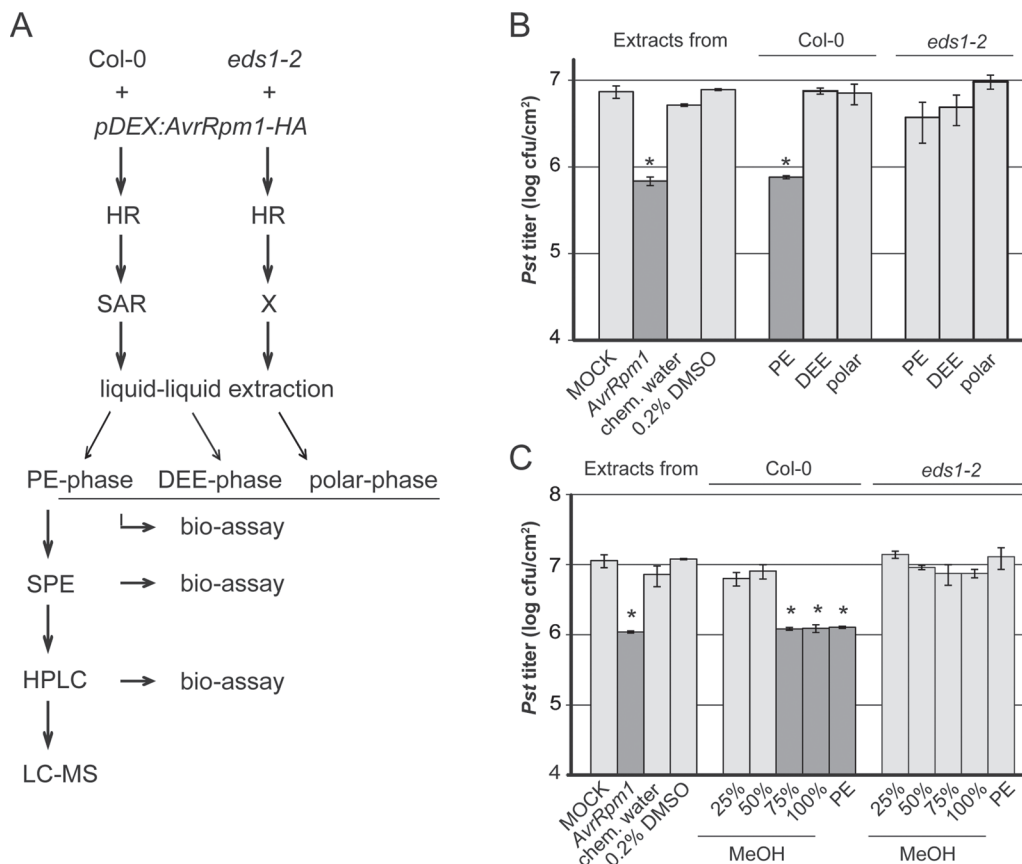 A
Col-0 eds1-2
+ +
pDEX:AvrRpm1-HA
HR HR
SAR X
liquid-liquid extraction
PE-phase DEE-phase polar-phase
bio-assay
SPE bio-assay
HPLC bio-assay
LC-MS
B
Extracts from Col-0 eds1-2
Pst titer (log cfu/cm²)
7
6
5
4
* *
MOCK AvrRpm1 chem. water 0.2% DMSO PE DEE polar PE DEE polar
C
Extracts from Col-0 eds1-2
Pst titer (log cfu/cm²)
8
7
6
5
4
* * * *
MOCK AvrRpm1 chem. water 0.2% DMSO 25% 50% 75% 100% PE 25% 50% 75% 100% PE
MeOH MeOH